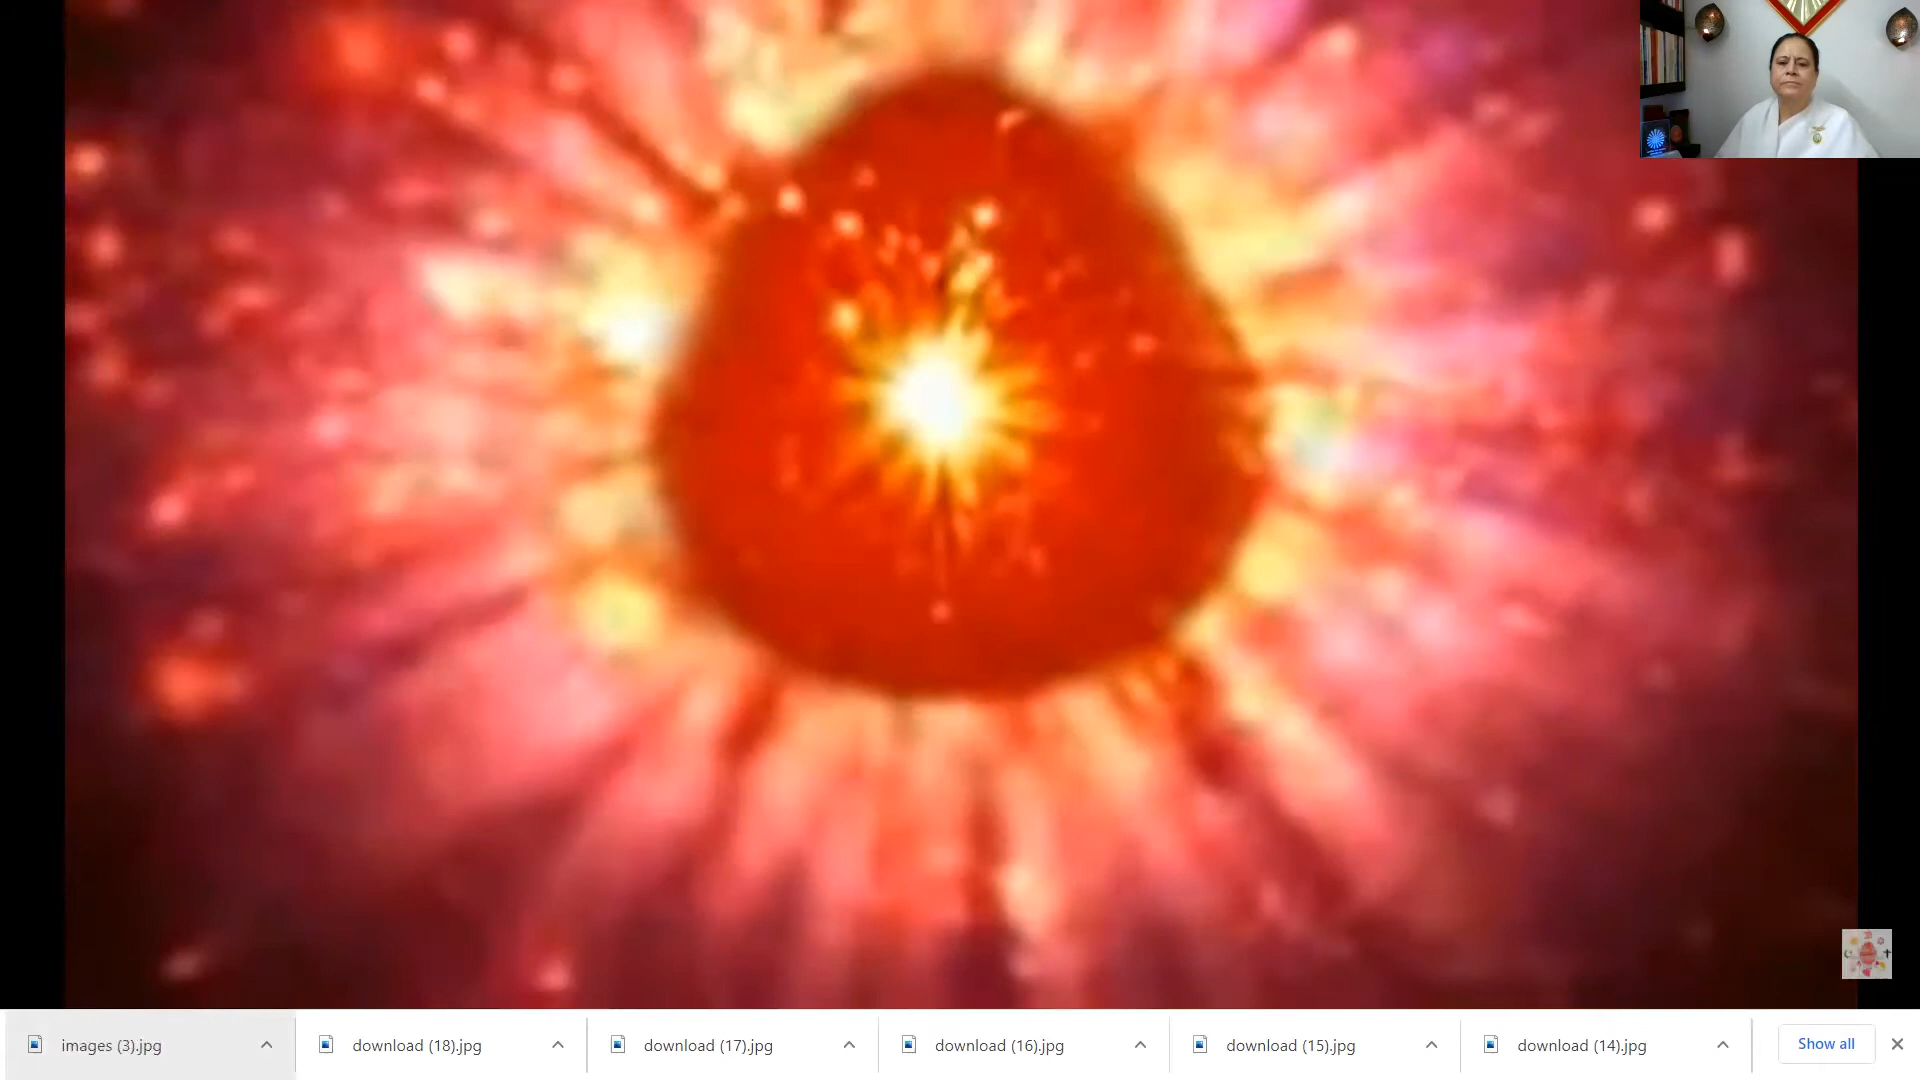 images (3).jpg
download (18).jpg
download (17).jpg
download (16).jpg
download (15).jpg
download (14).jpg
Show all